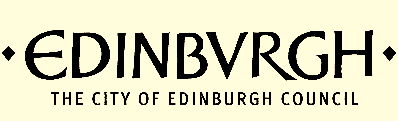 •EDINBVRGH•
THE CITY OF EDINBURGH COUNCIL